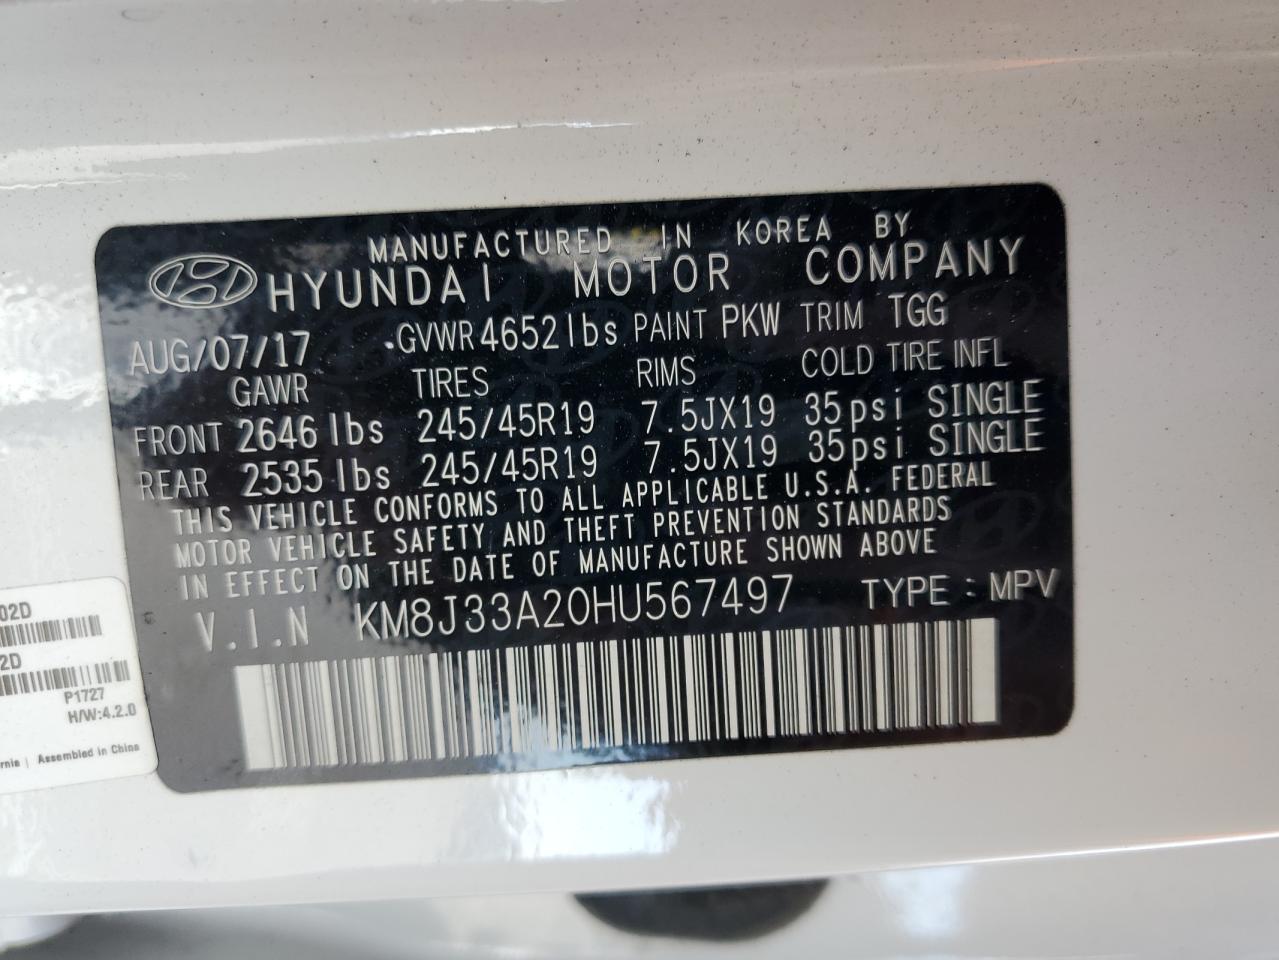 MANUFACTURED IN KOREA BY
HYUNDAI MOTOR COMPANY
AUG/07/17 GVWR 4652lbs PAINT PKW TRIM TGG
GAWR TIRES RIMS COLD TIRE INFL
FRONT 2646 lbs 245/45R19 7.5JX19 35psi SINGLE
REAR 2535 lbs 245/45R19 7.5JX19 35psi SINGLE
THIS VEHICLE CONFORMS TO ALL APPLICABLE U.S.A. FEDERAL
MOTOR VEHICLE SAFETY AND THEFT PREVENTION STANDARDS
IN EFFECT ON THE DATE OF MANUFACTURE SHOWN ABOVE
V.I.N KM8J33A20HU567497 TYPE : MPV
02D
2D
P1727
H/W:4.2.0
rnia | Assembled in China